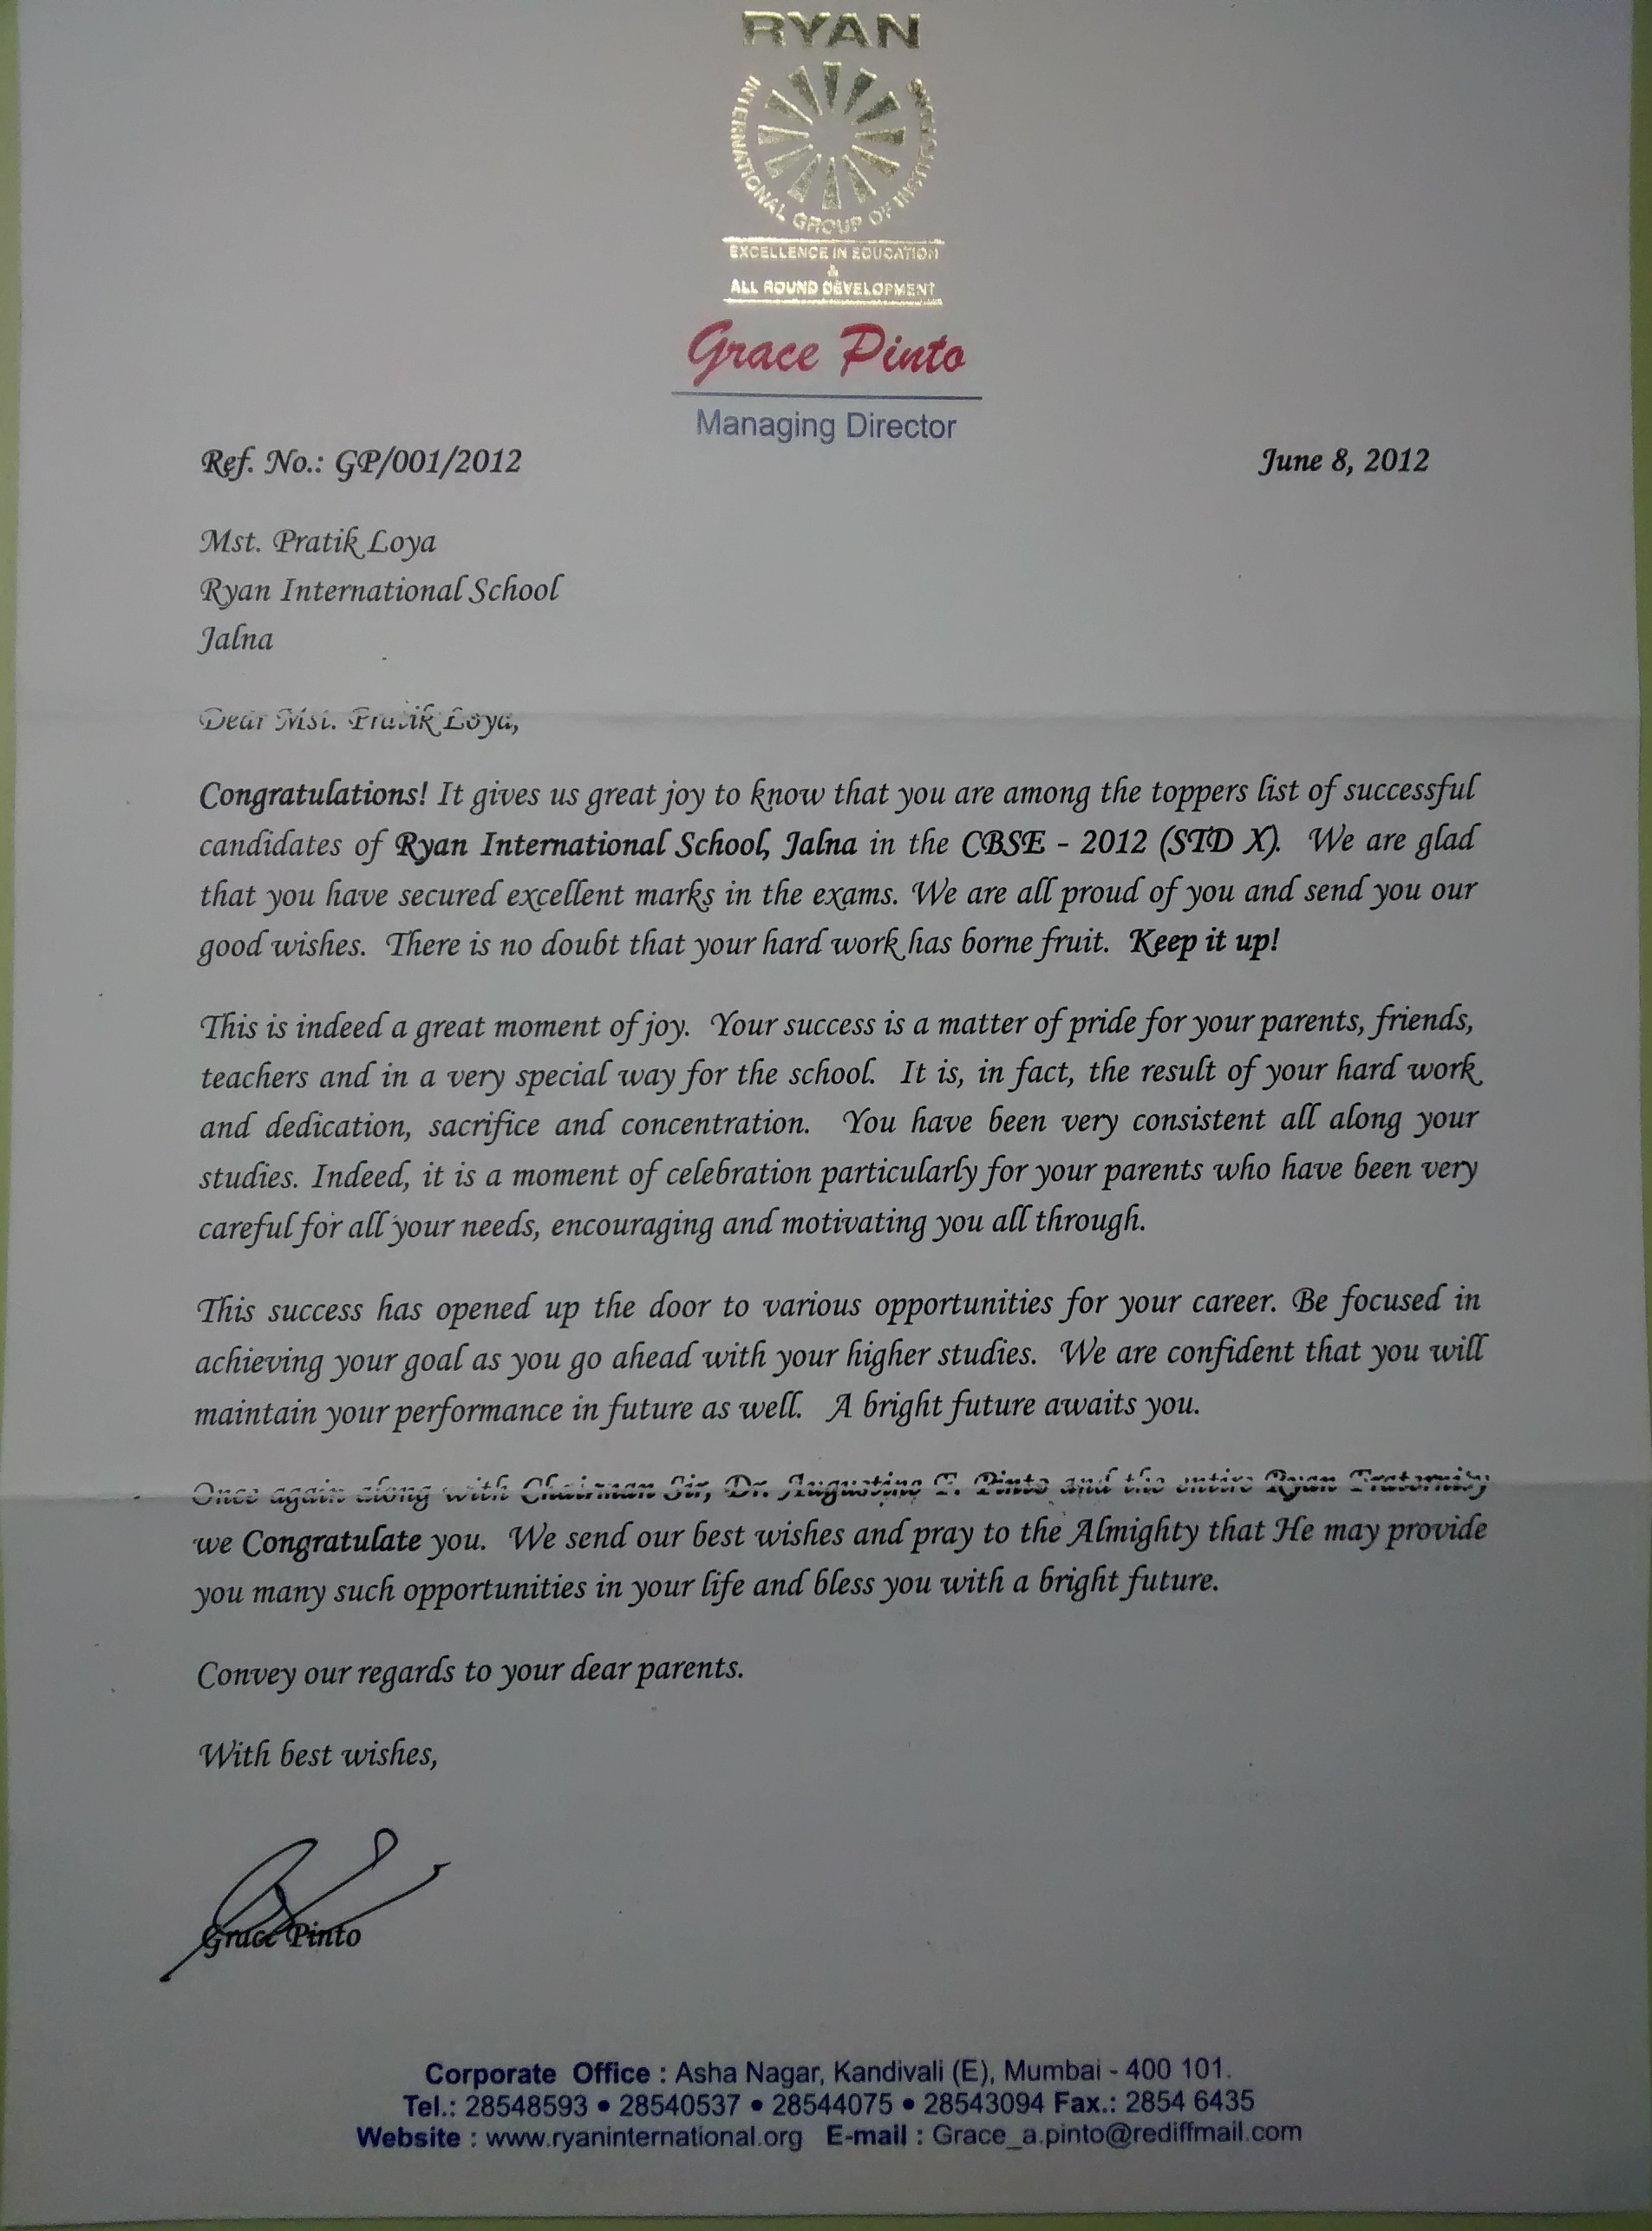 RYAN
INTERNATIONAL GROUP OF INSTITUTIONS
EXCELLENCE IN EDUCATION
&
ALL ROUND DEVELOPMENT
Grace Pinto
Managing Director
Ref. No.: GP/001/2012 June 8, 2012
Mst. Pratik Loya
Ryan International School
Jalna
Dear Mst. Pratik Loya,
Congratulations! It gives us great joy to know that you are among the toppers list of successful
candidates of Ryan International School, Jalna in the CBSE - 2012 (STD X). We are glad
that you have secured excellent marks in the exams. We are all proud of you and send you our
good wishes. There is no doubt that your hard work has borne fruit. Keep it up!
This is indeed a great moment of joy. Your success is a matter of pride for your parents, friends,
teachers and in a very special way for the school. It is, in fact, the result of your hard work
and dedication, sacrifice and concentration. You have been very consistent all along your
studies. Indeed, it is a moment of celebration particularly for your parents who have been very
careful for all your needs, encouraging and motivating you all through.
This success has opened up the door to various opportunities for your career. Be focused in
achieving your goal as you go ahead with your higher studies. We are confident that you will
maintain your performance in future as well. A bright future awaits you.
Once again along with Chairman Sir, Dr. Augustine F. Pinto and the entire Ryan Fraternity
we Congratulate you. We send our best wishes and pray to the Almighty that He may provide
you many such opportunities in your life and bless you with a bright future.
Convey our regards to your dear parents.
With best wishes,
Grace Pinto
Corporate Office : Asha Nagar, Kandivali (E), Mumbai - 400 101.
Tel.: 28548593 • 28540537 • 28544075 • 28543094 Fax.: 2854 6435
Website : www.ryaninternational.org E-mail : Grace_a.pinto@rediffmail.com